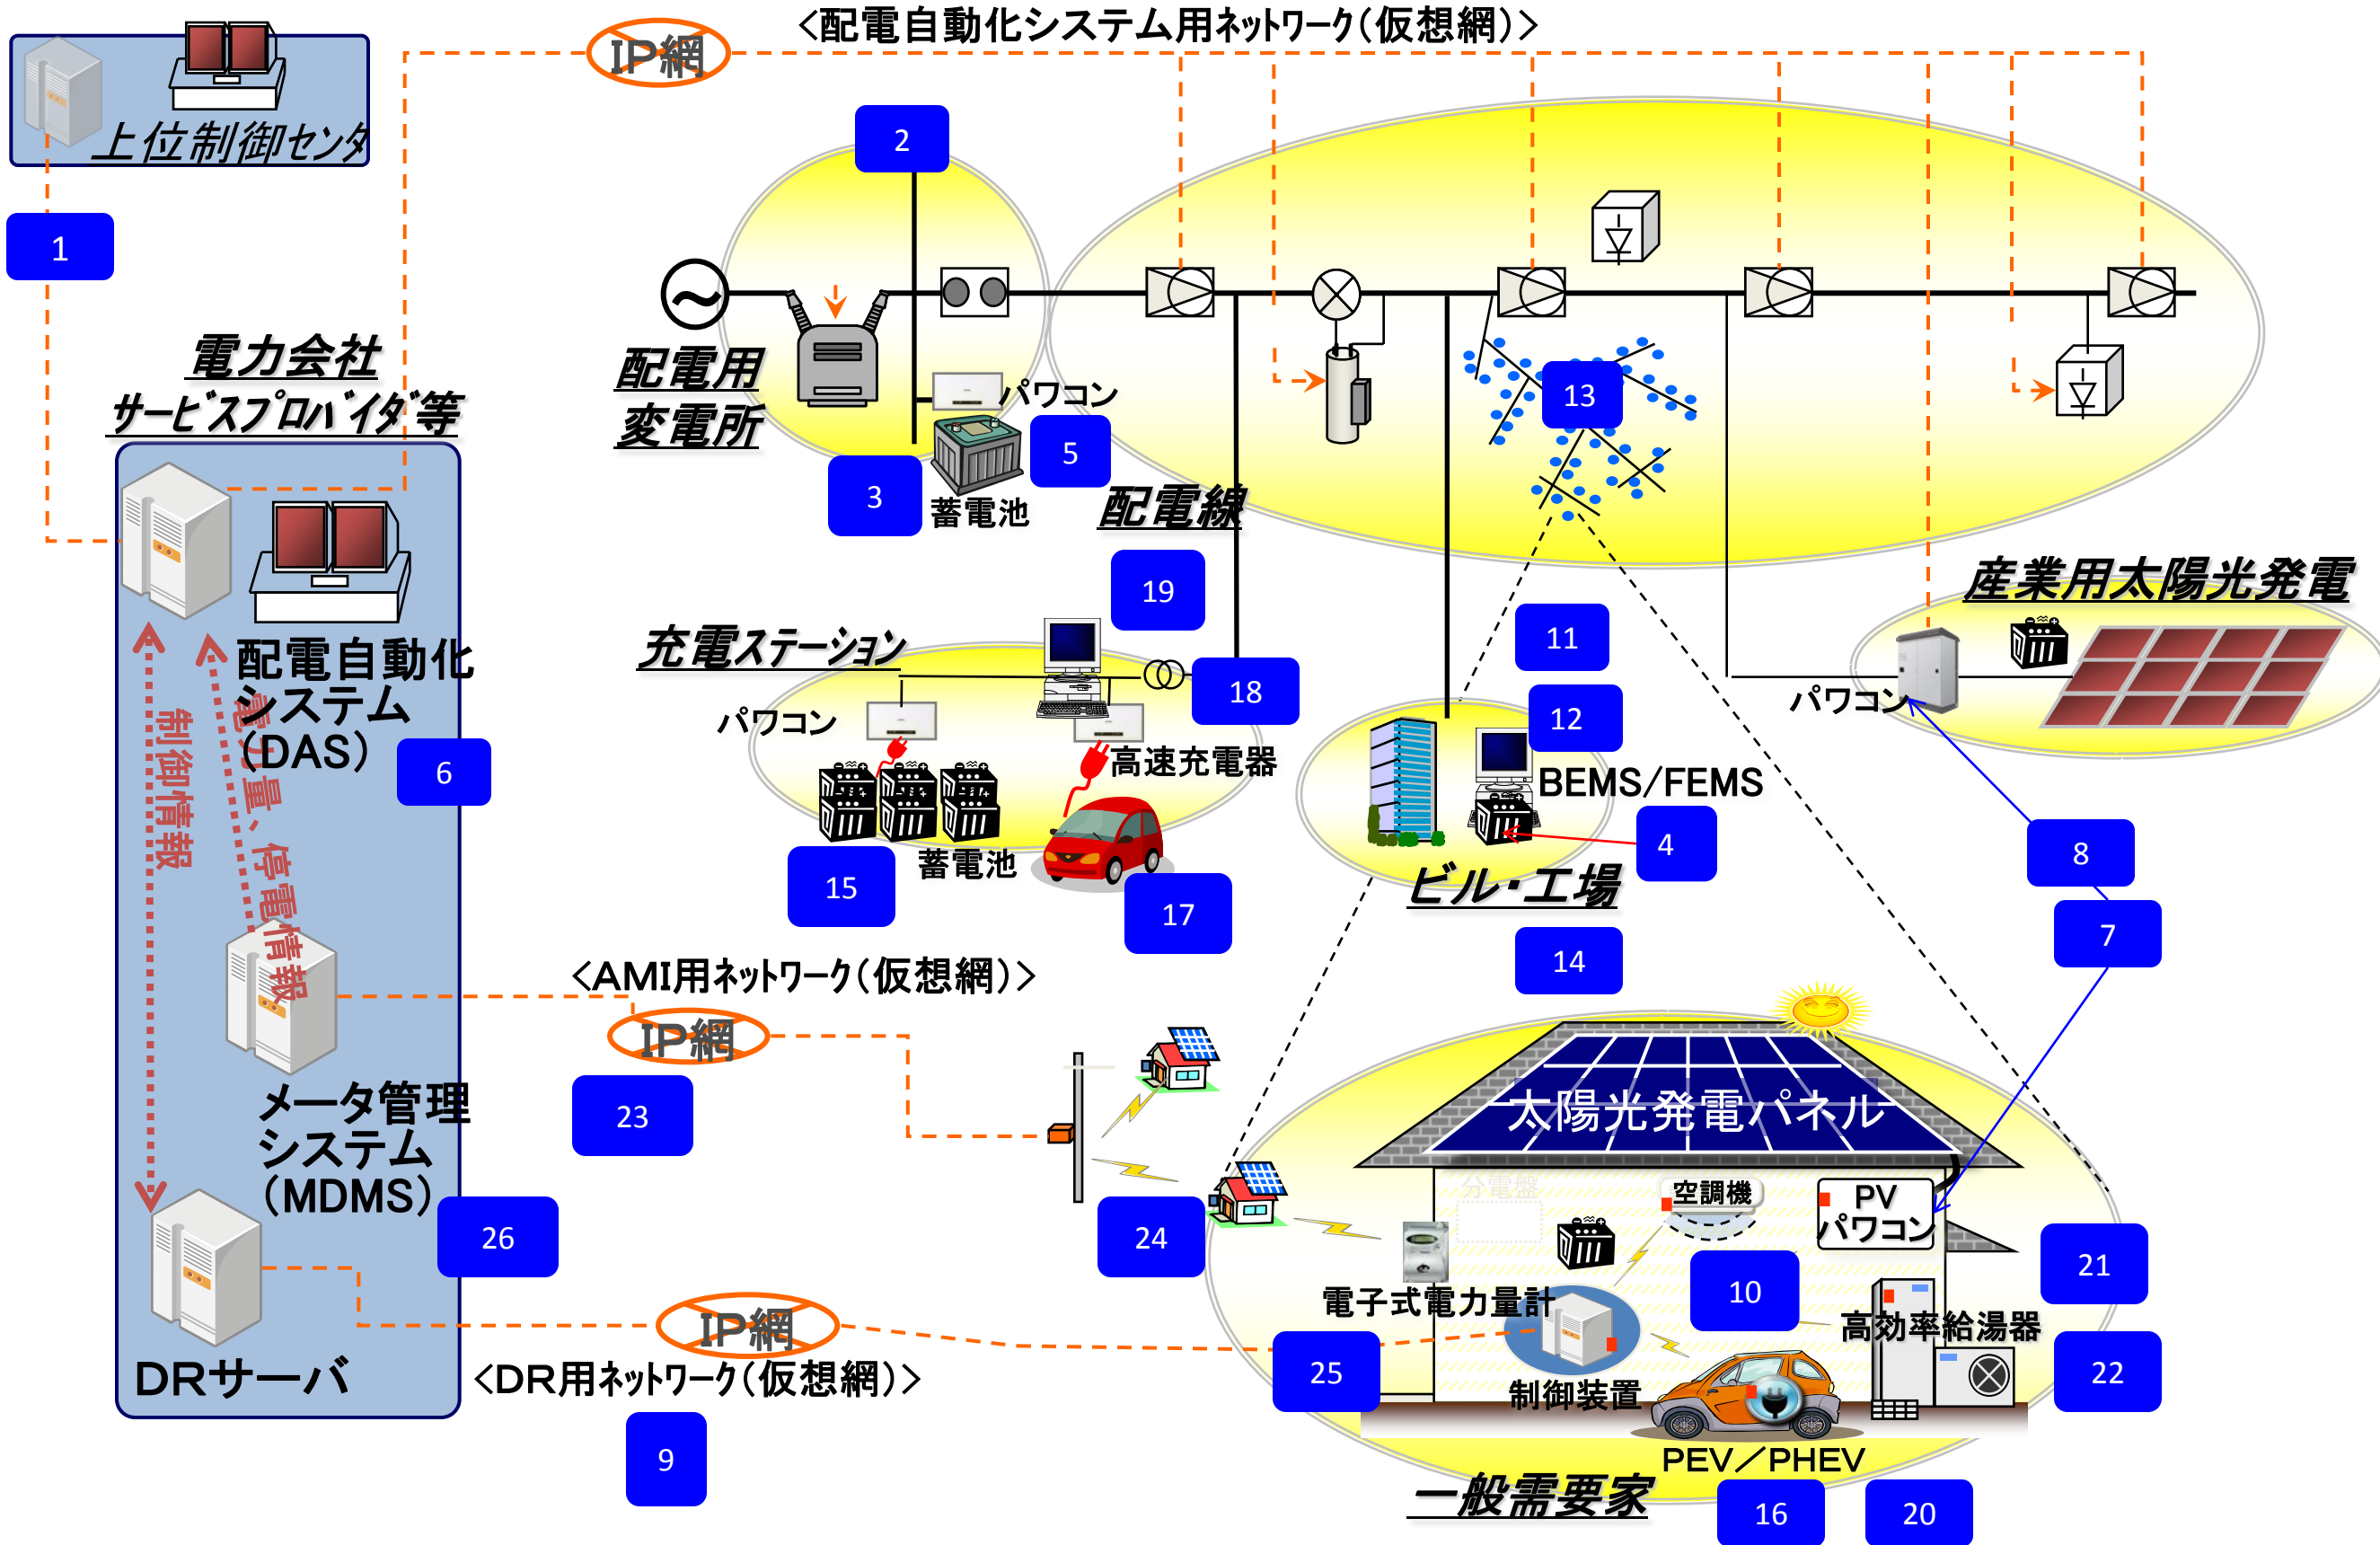 <配電自動化システム用ネットワーク(仮想網)>
IP網
上位制御センタ
1
2
電力会社
サービスプロバイダ等
配電用
変電所
パワコン
5
3
蓄電池
配電線
13
19
産業用太陽光発電
充電ステーション
11
18
12
パワコン
パワコン
高速充電器
BEMS/FEMS
配電自動化
システム
(DAS)
6
制御情報
電力量、停電情報
4
8
15
蓄電池
17
ビル・工場
7
14
<AMI用ネットワーク(仮想網)>
IP網
23
メータ管理
システム
(MDMS)
26
24
太陽光発電パネル
分電盤
空調機
PV
パワコン
21
10
電子式電力量計
高効率給湯器
IP網
25
22
DRサーバ
<DR用ネットワーク(仮想網)>
制御装置
9
PEV／PHEV
一般需要家
16
20